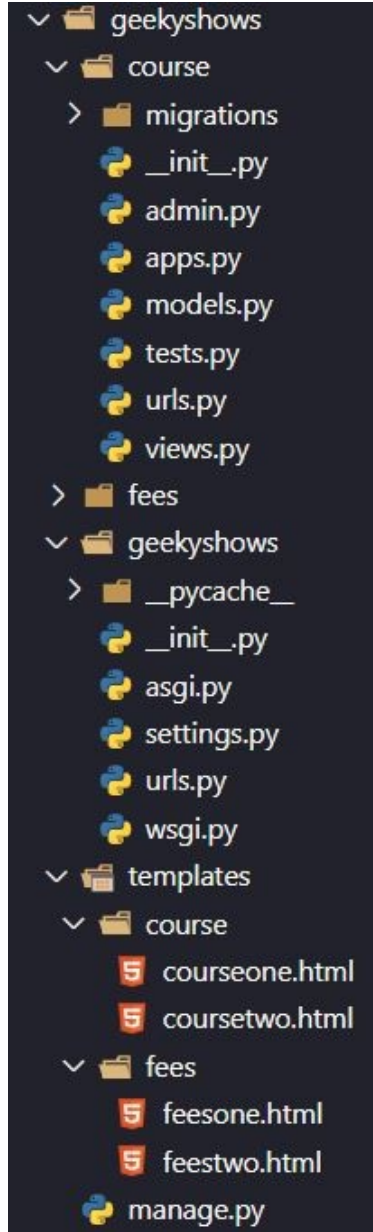 geekyshows
course
migrations
__init__.py
admin.py
apps.py
models.py
tests.py
urls.py
views.py
fees
geekyshows
__pycache__
__init__.py
asgi.py
settings.py
urls.py
wsgi.py
templates
course
courseone.html
coursetwo.html
fees
feesone.html
feestwo.html
manage.py